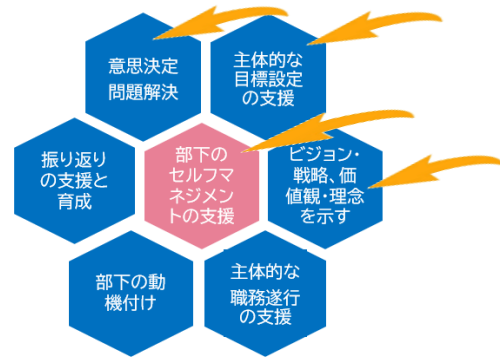 意思決定
問題解決
主体的な
目標設定
の支援
振り返り
の支援と
育成
部下の
セルフマ
ネジメン
トの支援
ビジョン・
戦略、価
値観・理念
を示す
部下の動
機付け
主体的な
職務遂行
の支援